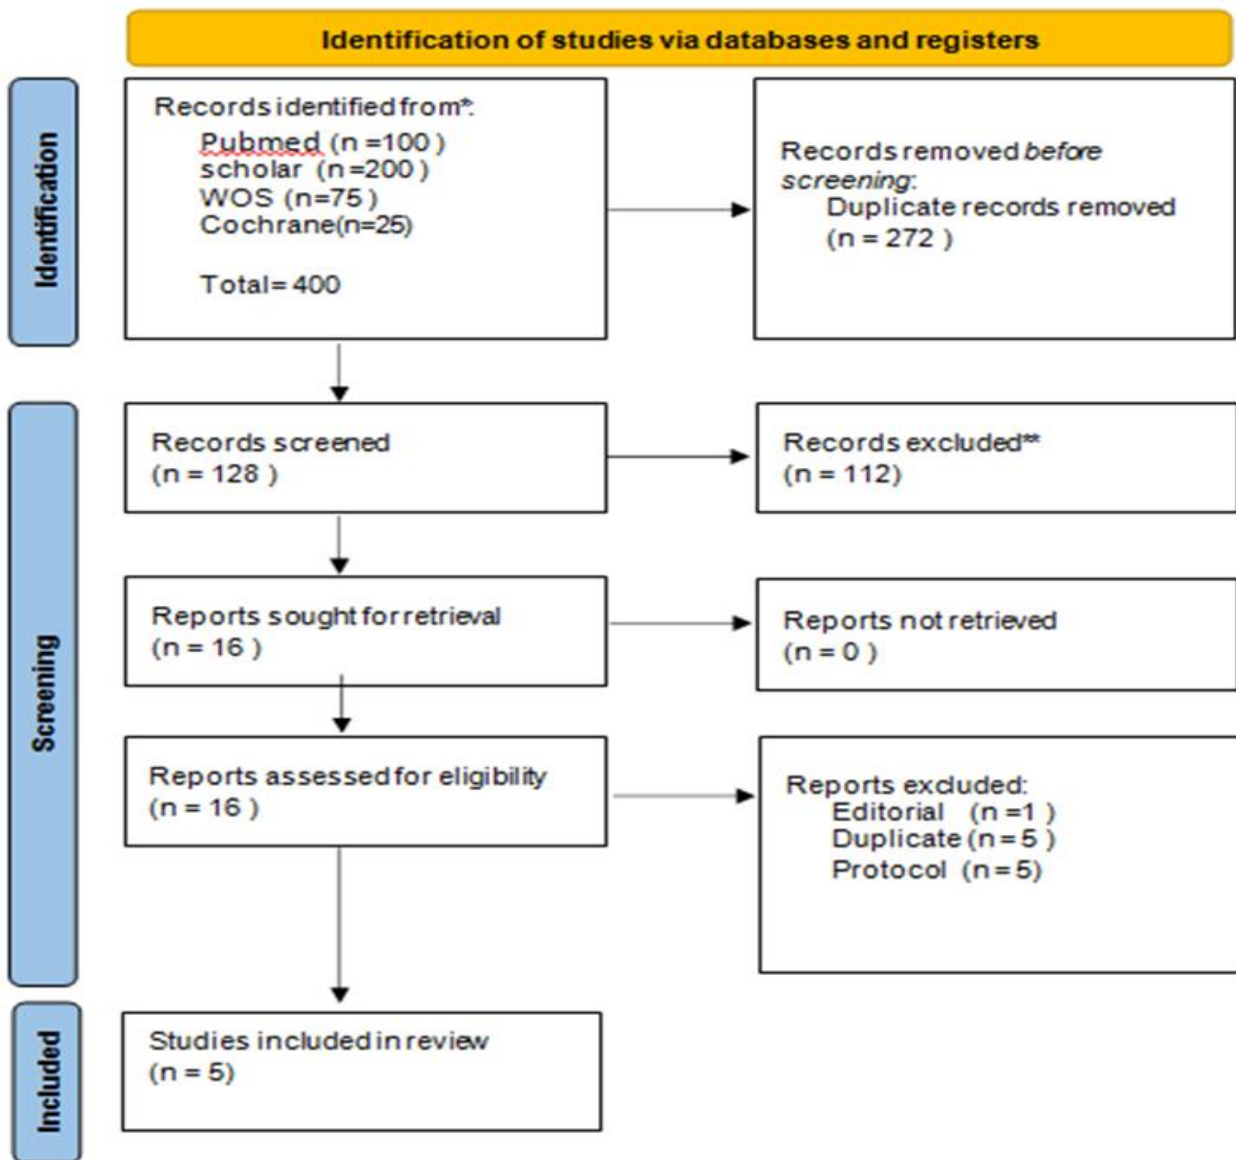 Identification of studies via databases and registers
Identification
Records identified from*:
Pubmed (n =100 )
scholar (n=200)
WOS (n=75 )
Cochrane(n=25)
Total= 400
Records removed before
screening:
Duplicate records removed
(n = 272 )
Screening
Records screened
(n = 128 )
Records excluded**
(n = 112)
Reports sought for retrieval
(n = 16 )
Reports not retrieved
(n = 0 )
Reports assessed for eligibility
(n = 16 )
Reports excluded:
Editorial (n =1 )
Duplicate (n = 5 )
Protocol (n = 5)
Included
Studies included in review
(n = 5)